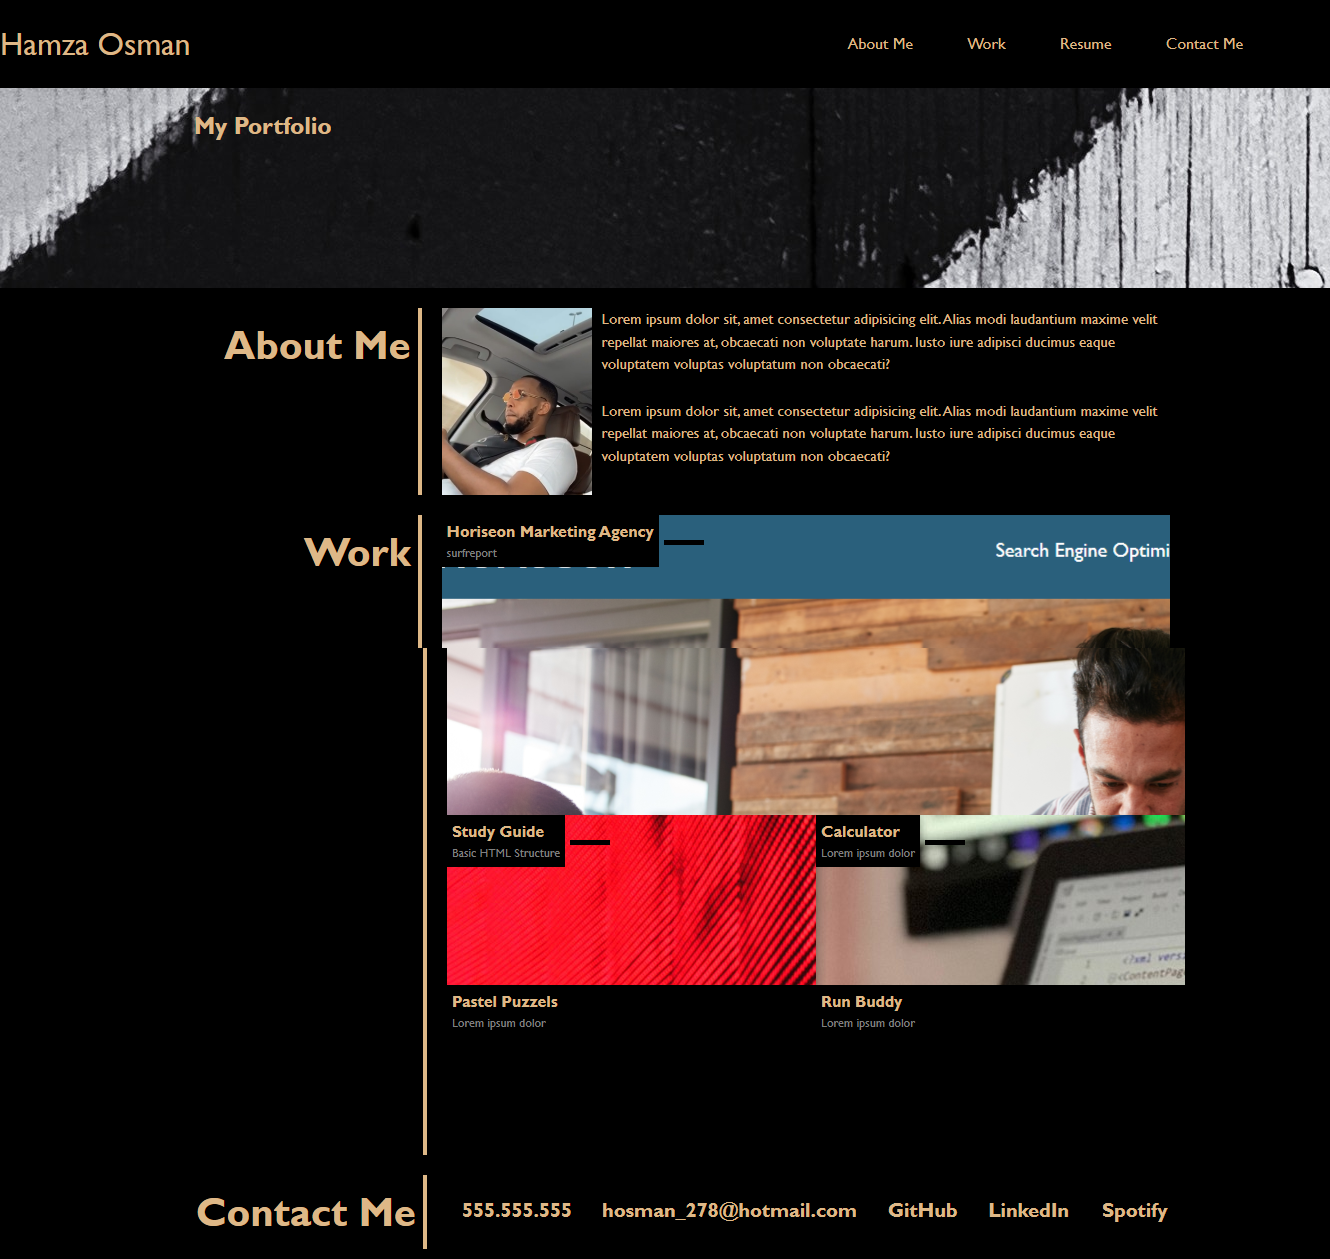 Hamza Osman
About Me
Work
Resume
Contact Me
My Portfolio
About Me
Lorem ipsum dolor sit, amet consectetur adipisicing elit. Alias modi laudantium maxime velit
repellat maiores at, obcaecati non voluptate harum. Iusto iure adipisci ducimus eaque
voluptatem voluptas voluptatum non obcaecati?
Lorem ipsum dolor sit, amet consectetur adipisicing elit. Alias modi laudantium maxime velit
repellat maiores at, obcaecati non voluptate harum. Iusto iure adipisci ducimus eaque
voluptatem voluptas voluptatum non obcaecati?
Work
Horiseon Marketing Agency
surfreport
Search Engine Optimi
Study Guide
Basic HTML Structure
Calculator
Lorem ipsum dolor
<?xml versi
<ContentPag
Pastel Puzzels
Lorem ipsum dolor
Run Buddy
Lorem ipsum dolor
Contact Me
555.555.555
hosman_278@hotmail.com
GitHub
LinkedIn
Spotify